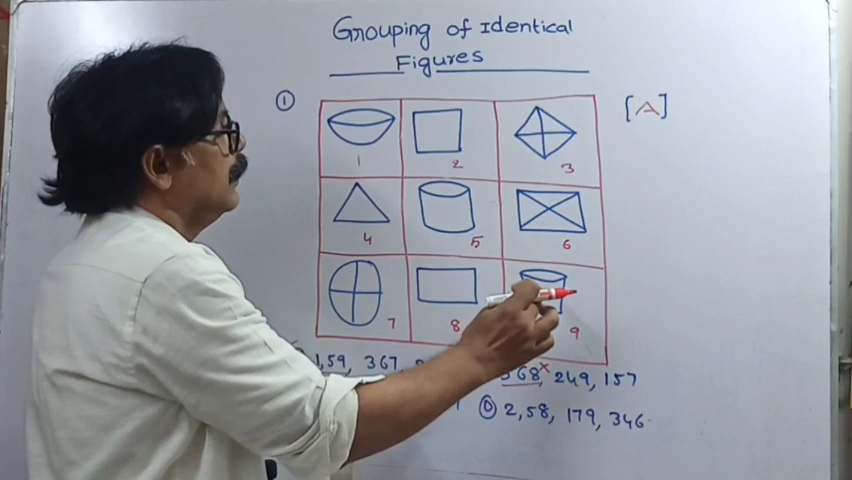 Grouping of Identical
Figures
① [A]
1 2 3
4 5 6
7 8 9
1,59, 367, 368, 249, 157
Ⓓ 2,58, 179, 346